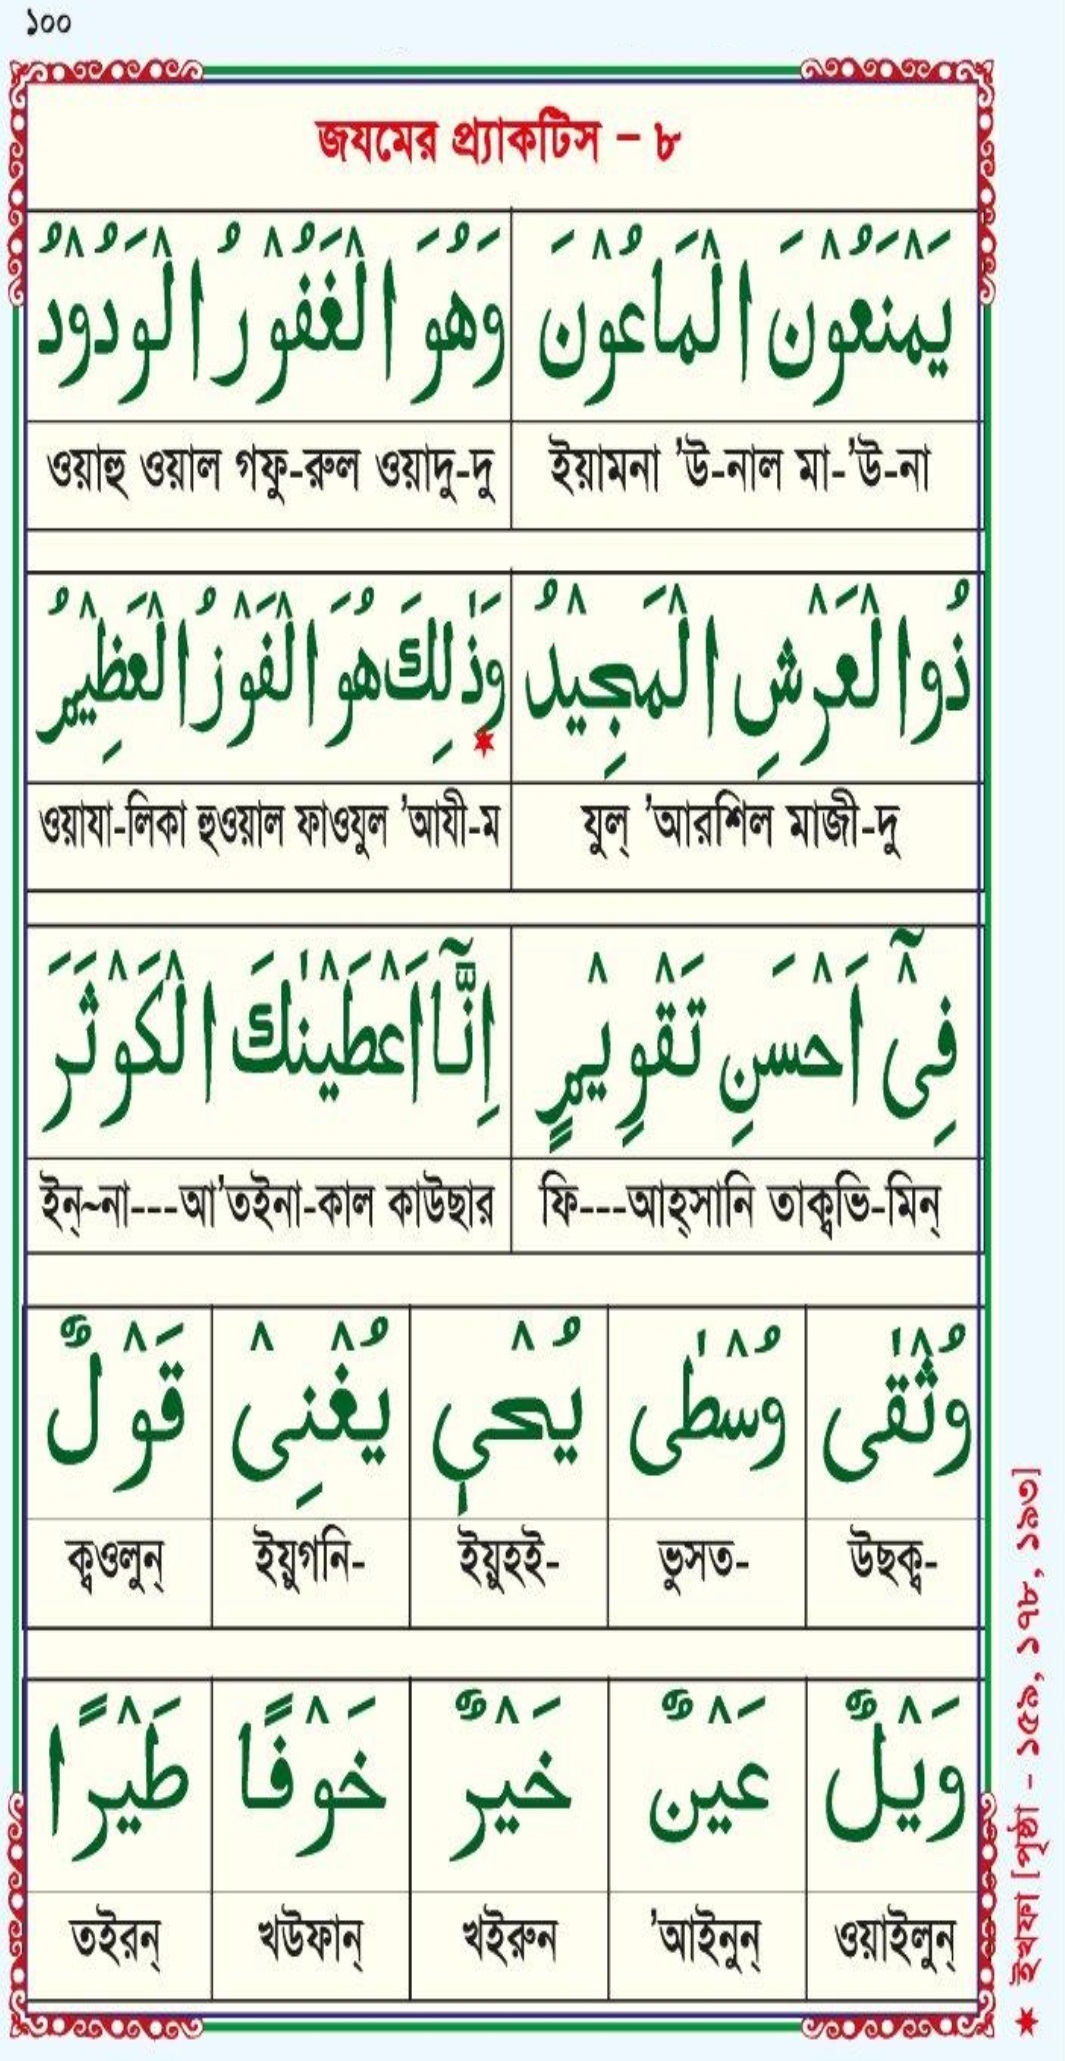 ১০০
জযমের প্র্যাকটিস – ৮
يَمْنَعُوْنَ الْمَاعُوْنَ
وَهُوَ الْغَفُوْرُ الْوَدُوْدُ
ইয়ামনা ’উ-নাল মা-’উ-না
ওয়াহু ওয়াল গফু-রুল ওয়াদু-দু
ذُوا لْعَرْشِ الْمَجِيْدُ
وَذٰلِكَ هُوَ الْفَوْزُ الْعَظِيْمُ
যুল্ ’আরশিল মাজী-দু
ওয়াযা-লিকা হুওয়াল ফাওযুল ’আযী-ম
فِىْٓ اَحْسَنِ تَقْوِيْمٍ
اِنَّآ اَعْطَيْنٰكَ الْكَوْثَرَ
ফি---আহ্সানি তাক্বভি-মিন্
ইন্~না---আ’তইনা-কাল কাউছার
وُثْقٰى
وُسْطٰى
يُحْيٖ
يُغْنِىْ
قَوْلٌ
উছক্ব-
ভুসত-
ইয়ুহই-
ইয়ুগনি-
ক্বওলুন্
وَيْلٌ
عَيْنٌ
خَيْرٌ
خَوْفًا
طَيْرًا
ওয়াইলুন্
’আইনুন্
খইরুন
খউফান্
তইরন্
★ ইখফা [পৃষ্ঠা – ১৫৯, ১৭৮, ১৯৩]